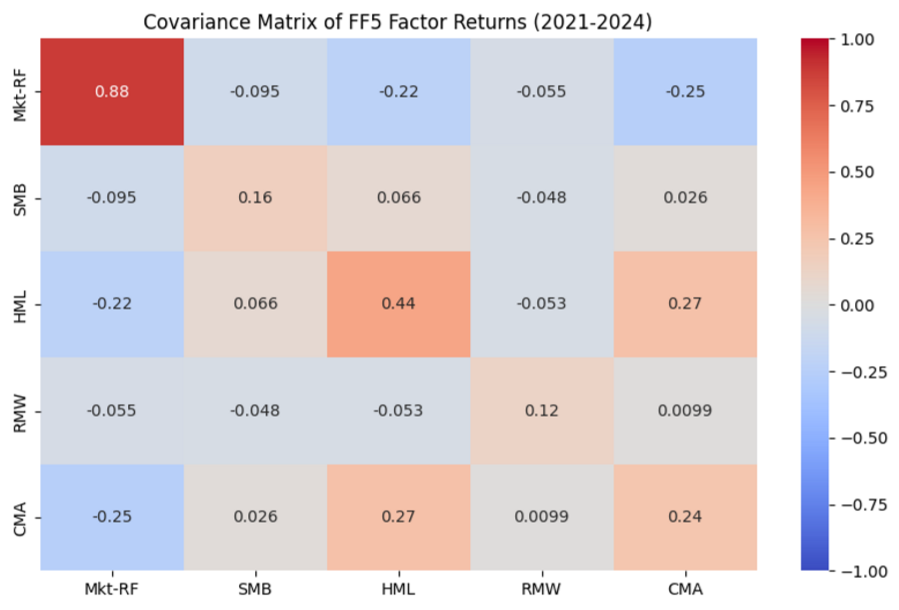 Covariance Matrix of FF5 Factor Returns (2021-2024)
Mkt-RF 0.88 -0.095 -0.22 -0.055 -0.25
SMB -0.095 0.16 0.066 -0.048 0.026
HML -0.22 0.066 0.44 -0.053 0.27
RMW -0.055 -0.048 -0.053 0.12 0.0099
CMA -0.25 0.026 0.27 0.0099 0.24
Mkt-RF SMB HML RMW CMA
1.00
0.75
0.50
0.25
0.00
−0.25
−0.50
−0.75
−1.00